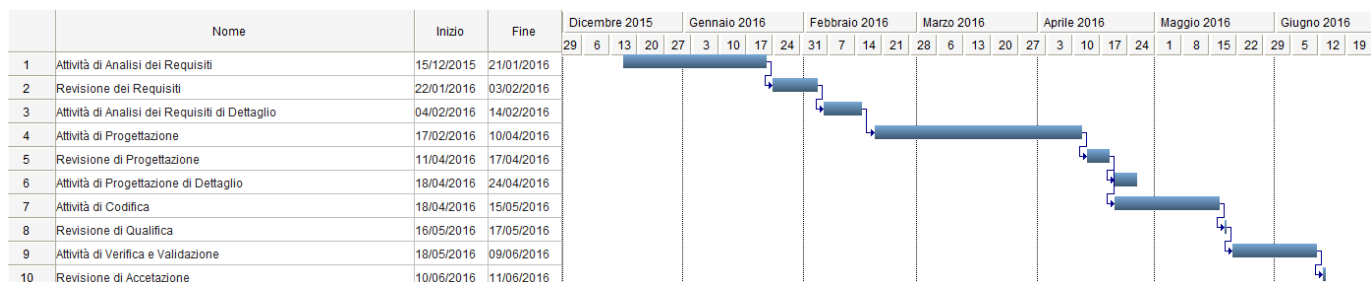 Nome Inizio Fine Dicembre 2015 Gennaio 2016 Febbraio 2016 Marzo 2016 Aprile 2016 Maggio 2016 Giugno 2016
29 6 13 20 27 3 10 17 24 31 7 14 21 28 6 13 20 27 3 10 17 24 1 8 15 22 29 5 12 19
1 Attività di Analisi dei Requisiti 15/12/2015 21/01/2016
2 Revisione dei Requisiti 22/01/2016 03/02/2016
3 Attività di Analisi dei Requisiti di Dettaglio 04/02/2016 14/02/2016
4 Attività di Progettazione 17/02/2016 10/04/2016
5 Revisione di Progettazione 11/04/2016 17/04/2016
6 Attività di Progettazione di Dettaglio 18/04/2016 24/04/2016
7 Attività di Codifica 18/04/2016 15/05/2016
8 Revisione di Qualifica 16/05/2016 17/05/2016
9 Attività di Verifica e Validazione 18/05/2016 09/06/2016
10 Revisione di Accetazione 10/06/2016 11/06/2016